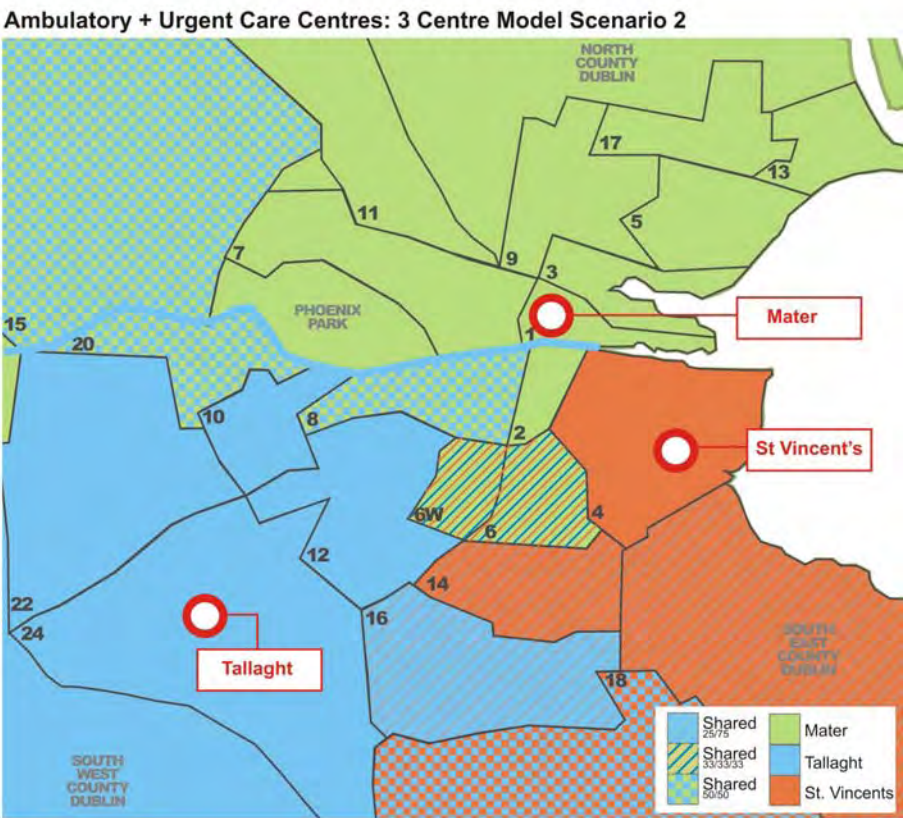 Ambulatory + Urgent Care Centres: 3 Centre Model Scenario 2
NORTH
COUNTY
DUBLIN
17
13
11
5
7
9
3
PHOENIX
PARK
Mater
15
1
20
10
8
2
St Vincent's
6W
6
4
12
14
22
16
24
Tallaght
SOUTH
EAST
COUNTY
DUBLIN
18
SOUTH
WEST
COUNTY
DUBLIN
Shared
25/75
Mater
Shared
33/33/33
Tallaght
Shared
50/50
St. Vincents